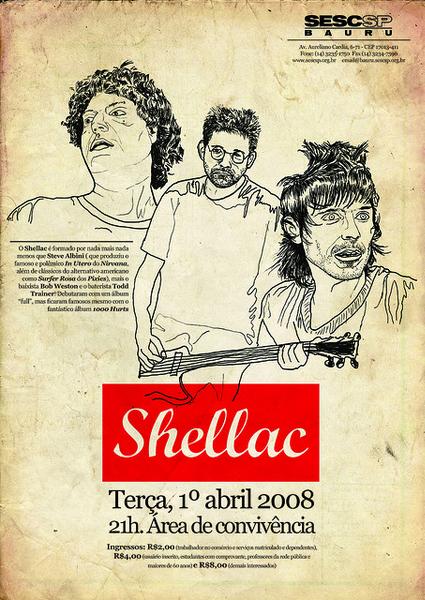 SESCSP
BAURU
Av. Aureliano Cardia, 6-71 - CEP 17013-411
Fone: (14) 3235-1750 Fax (14) 3234-7596
www.sescsp.org.br email@bauru.sescsp.org.br
O Shellac é formado por nada mais nada
menos que Steve Albini ( que produziu o
famoso e polêmico In Utero do Nirvana,
além de clássicos do alternativo americano
como Surfer Rosa dos Pixies), mais o
baixista Bob Weston e o baterista Todd
Trainer! Debutaram com um álbum
"full", mas ficaram famosos mesmo com o
fantástico álbum 1000 Hurts
Shellac
Terça, 1º abril 2008
21h. Área de convivência
Ingressos: R$2,00 (trabalhador no comércio e serviços matriculado e dependentes),
R$4,00 (usuário inscrito, estudantes com comprovante, professores da rede pública e
maiores de 60 anos) e R$8,00 (demais interessados)